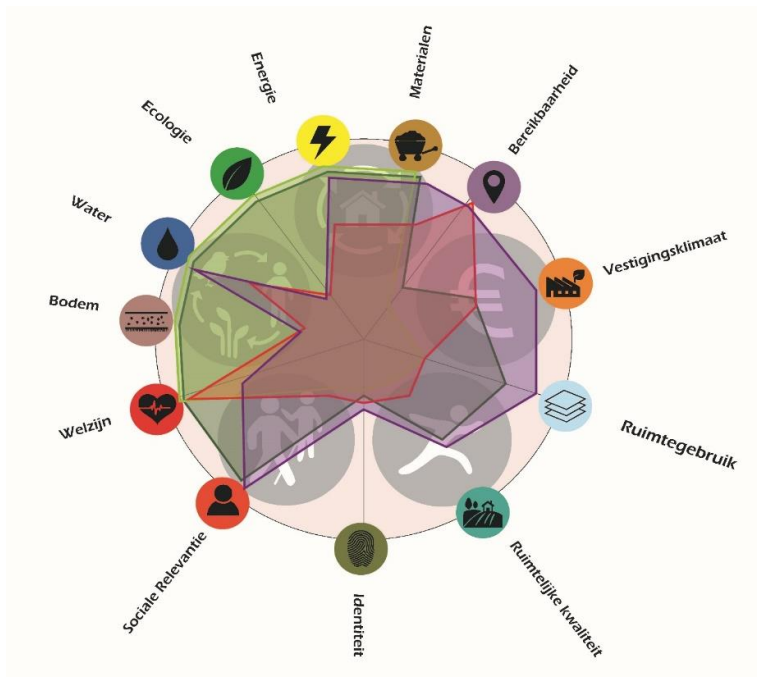 Materialen
Bereikbaarheid
Vestigingsklimaat
Ruimtegebruik
Ruimtelijke kwaliteit
Identiteit
Sociale Relevantie
Welzijn
Bodem
Water
Ecologie
Energie
€